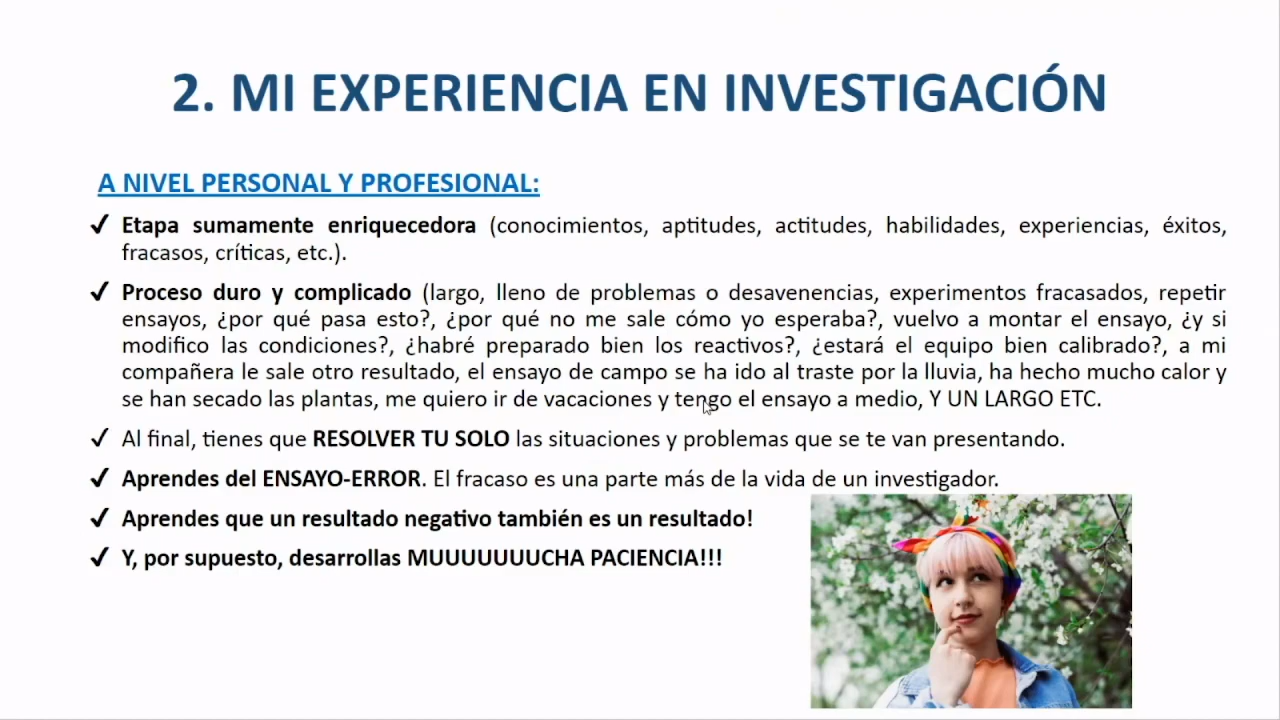 2. MI EXPERIENCIA EN INVESTIGACIÓN
A NIVEL PERSONAL Y PROFESIONAL:
✓ Etapa sumamente enriquecedora (conocimientos, aptitudes, actitudes, habilidades, experiencias, éxitos,
fracasos, críticas, etc.).
✓ Proceso duro y complicado (largo, lleno de problemas o desavenencias, experimentos fracasados, repetir
ensayos, ¿por qué pasa esto?, ¿por qué no me sale cómo yo esperaba?, vuelvo a montar el ensayo, ¿y si
modifico las condiciones?, ¿habré preparado bien los reactivos?, ¿estará el equipo bien calibrado?, a mi
compañera le sale otro resultado, el ensayo de campo se ha ido al traste por la lluvia, ha hecho mucho calor y
se han secado las plantas, me quiero ir de vacaciones y tengo el ensayo a medio, Y UN LARGO ETC.
✓ Al final, tienes que RESOLVER TU SOLO las situaciones y problemas que se te van presentando.
✓ Aprendes del ENSAYO-ERROR. El fracaso es una parte más de la vida de un investigador.
✓ Aprendes que un resultado negativo también es un resultado!
✓ Y, por supuesto, desarrollas MUUUUUUUCHA PACIENCIA!!!